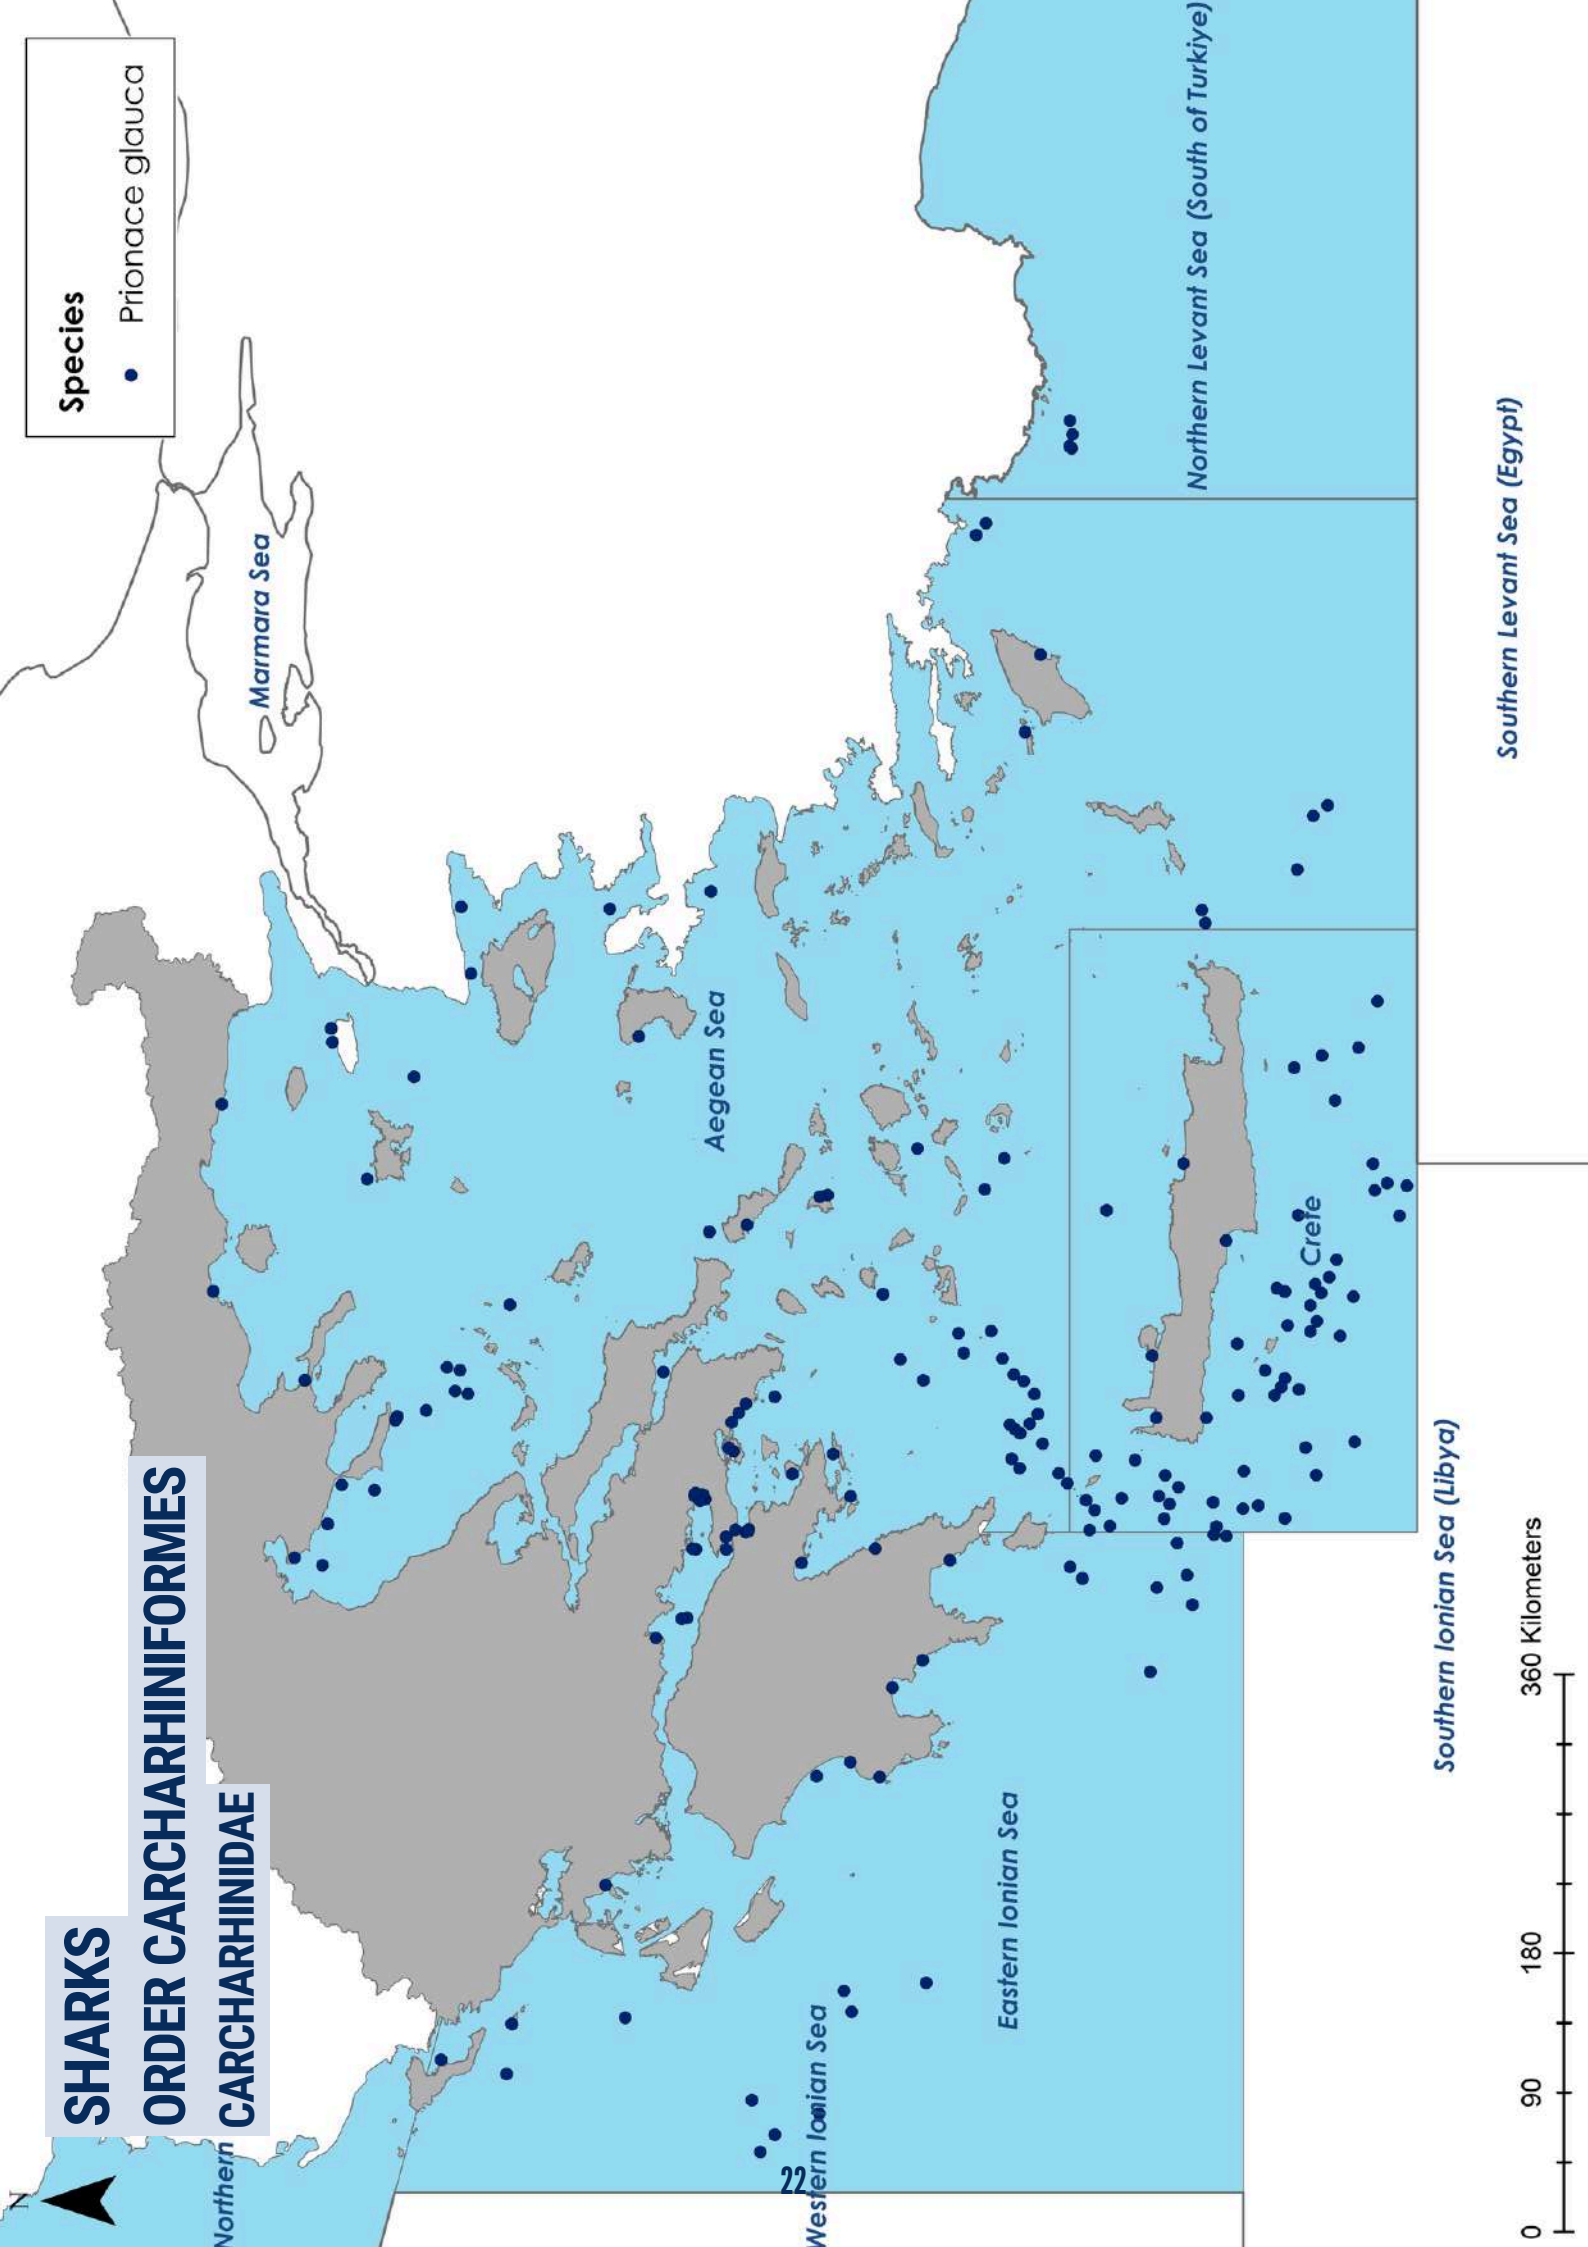 SHARKS
ORDER CARCHARHINIFORMES
CARCHARHINIDAE
N
Species
Prionace glauca
Northern
Marmara Sea
Aegean Sea
Western Ionian Sea
Eastern Ionian Sea
Crete
Northern Levant Sea (South of Turkiye)
Southern Ionian Sea (Libya)
Southern Levant Sea (Egypt)
0 90 180 360 Kilometers
22